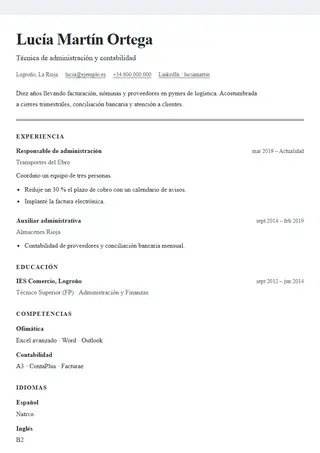 Lucía Martín Ortega
Técnica de administración y contabilidad
Logroño, La Rioja lucia@ejemplo.es +34 600 000 000 LinkedIn · luciamartin
Diez años llevando facturación, nóminas y proveedores en pymes de logística. Acostumbrada
a cierres trimestrales, conciliación bancaria y atención a clientes.
EXPERIENCIA
Responsable de administración mar 2019 – Actualidad
Transportes del Ebro
Coordino un equipo de tres personas.
• Reduje un 30 % el plazo de cobro con un calendario de avisos.
• Implanté la factura electrónica.
Auxiliar administrativa sept 2014 – feb 2019
Almacenes Rioja
• Contabilidad de proveedores y conciliación bancaria mensual.
EDUCACIÓN
IES Comercio, Logroño sept 2012 – jun 2014
Técnico Superior (FP) · Administración y Finanzas
COMPETENCIAS
Ofimática
Excel avanzado · Word · Outlook
Contabilidad
A3 · ContaPlus · Facturae
IDIOMAS
Español
Nativo
Inglés
B2